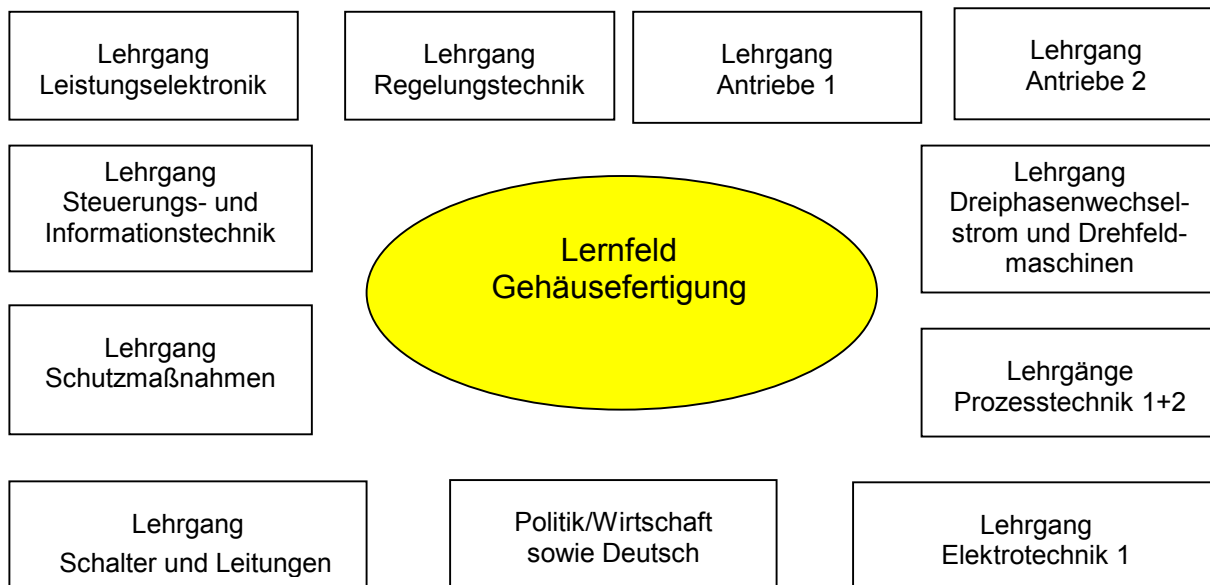 Lehrgang
Leistungselektronik
Lehrgang
Regelungstechnik
Lehrgang
Antriebe 1
Lehrgang
Antriebe 2
Lehrgang
Steuerungs- und
Informationstechnik
Lernfeld
Gehäusefertigung
Lehrgang
Dreiphasenwechsel-
strom und Drehfeld-
maschinen
Lehrgang
Schutzmaßnahmen
Lehrgänge
Prozesstechnik 1+2
Lehrgang
Schalter und Leitungen
Politik/Wirtschaft
sowie Deutsch
Lehrgang
Elektrotechnik 1